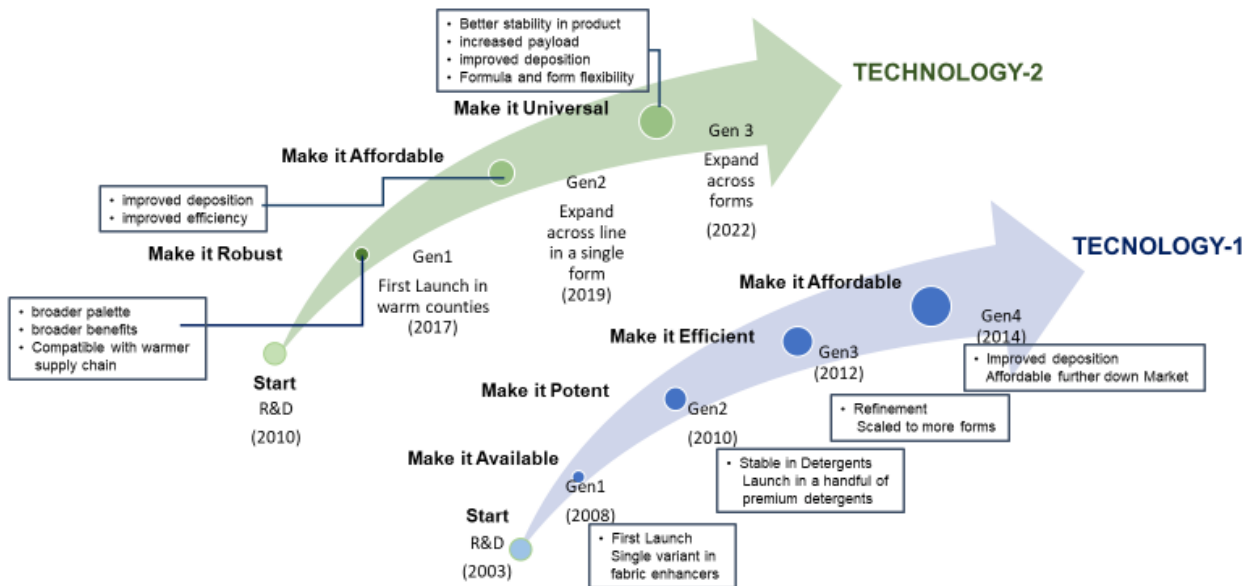 • Better stability in product
• increased payload
• improved deposition
• Formula and form flexibility
TECHNOLOGY-2
Make it Universal
Gen 3
Expand
across
forms
(2022)
Make it Affordable
Gen2
Expand
across line
in a single
form
(2019)
• improved deposition
• improved efficiency
Make it Robust
Gen1
First Launch in
warm counties
(2017)
• broader palette
• broader benefits
• Compatible with warmer
supply chain
Start
R&D
(2010)
TECNOLOGY-1
Make it Affordable
Gen4
(2014)
• Improved deposition
Affordable further down Market
Make it Efficient
Gen3
(2012)
• Refinement
Scaled to more forms
Make it Potent
Gen2
(2010)
• Stable in Detergents
Launch in a handful of
premium detergents
Make it Available
Gen1
(2008)
• First Launch
Single variant in
fabric enhancers
Start
R&D
(2003)